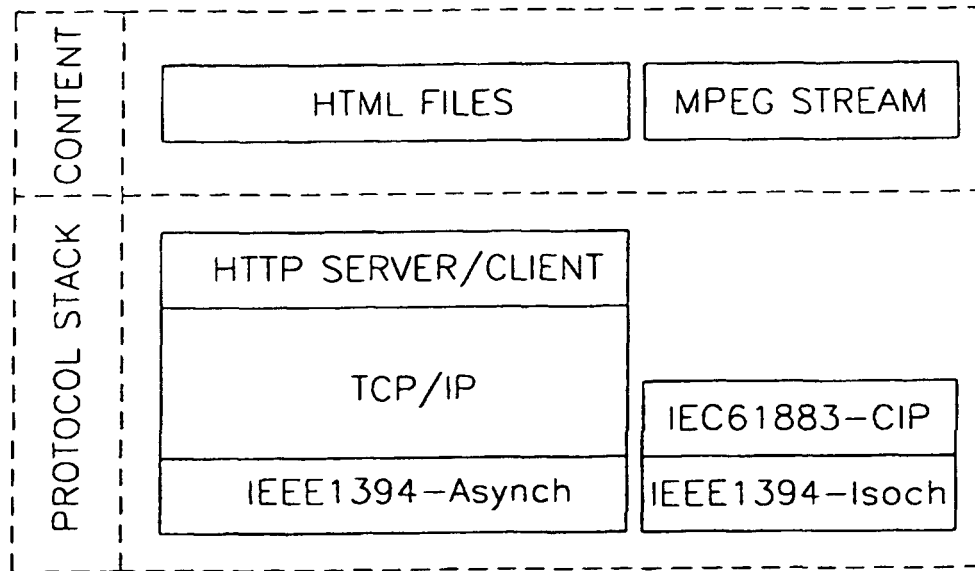 CONTENT
HTML FILES
MPEG STREAM
PROTOCOL STACK
HTTP SERVER/CLIENT
TCP/IP
IEC61883-CIP
IEEE1394-Asynch
IEEE1394-Isoch